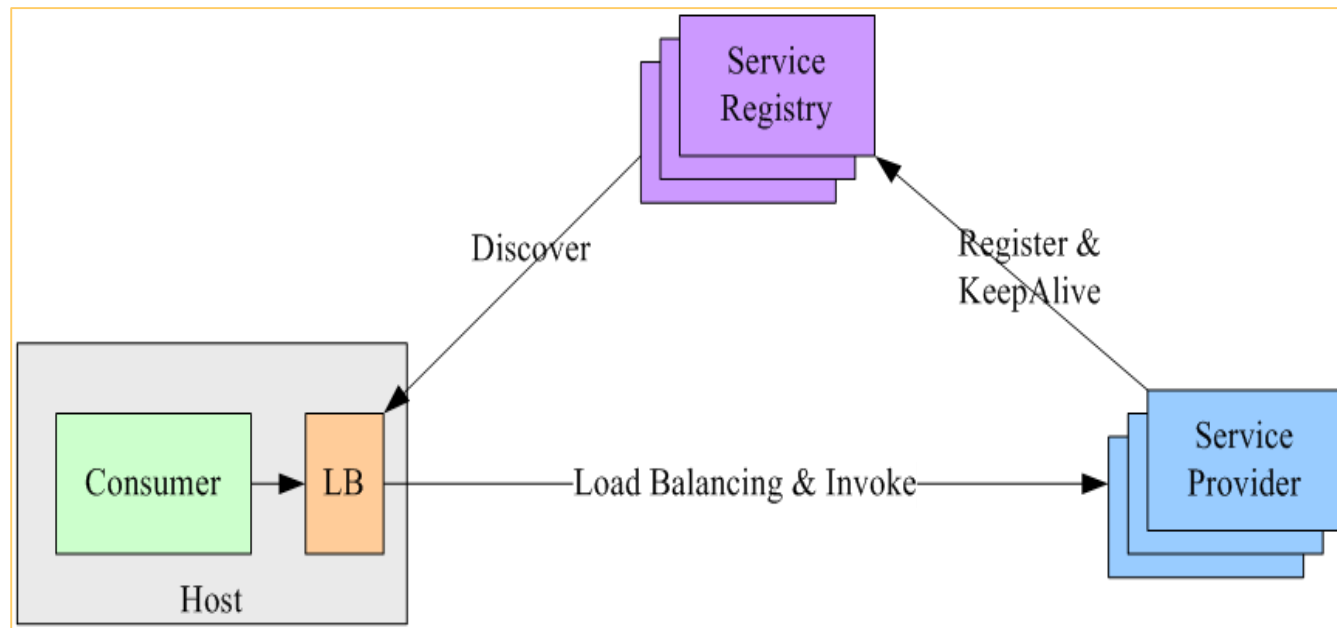 Service
Registry
Discover
Register &
KeepAlive
Consumer
LB
Load Balancing & Invoke
Service
Provider
Host